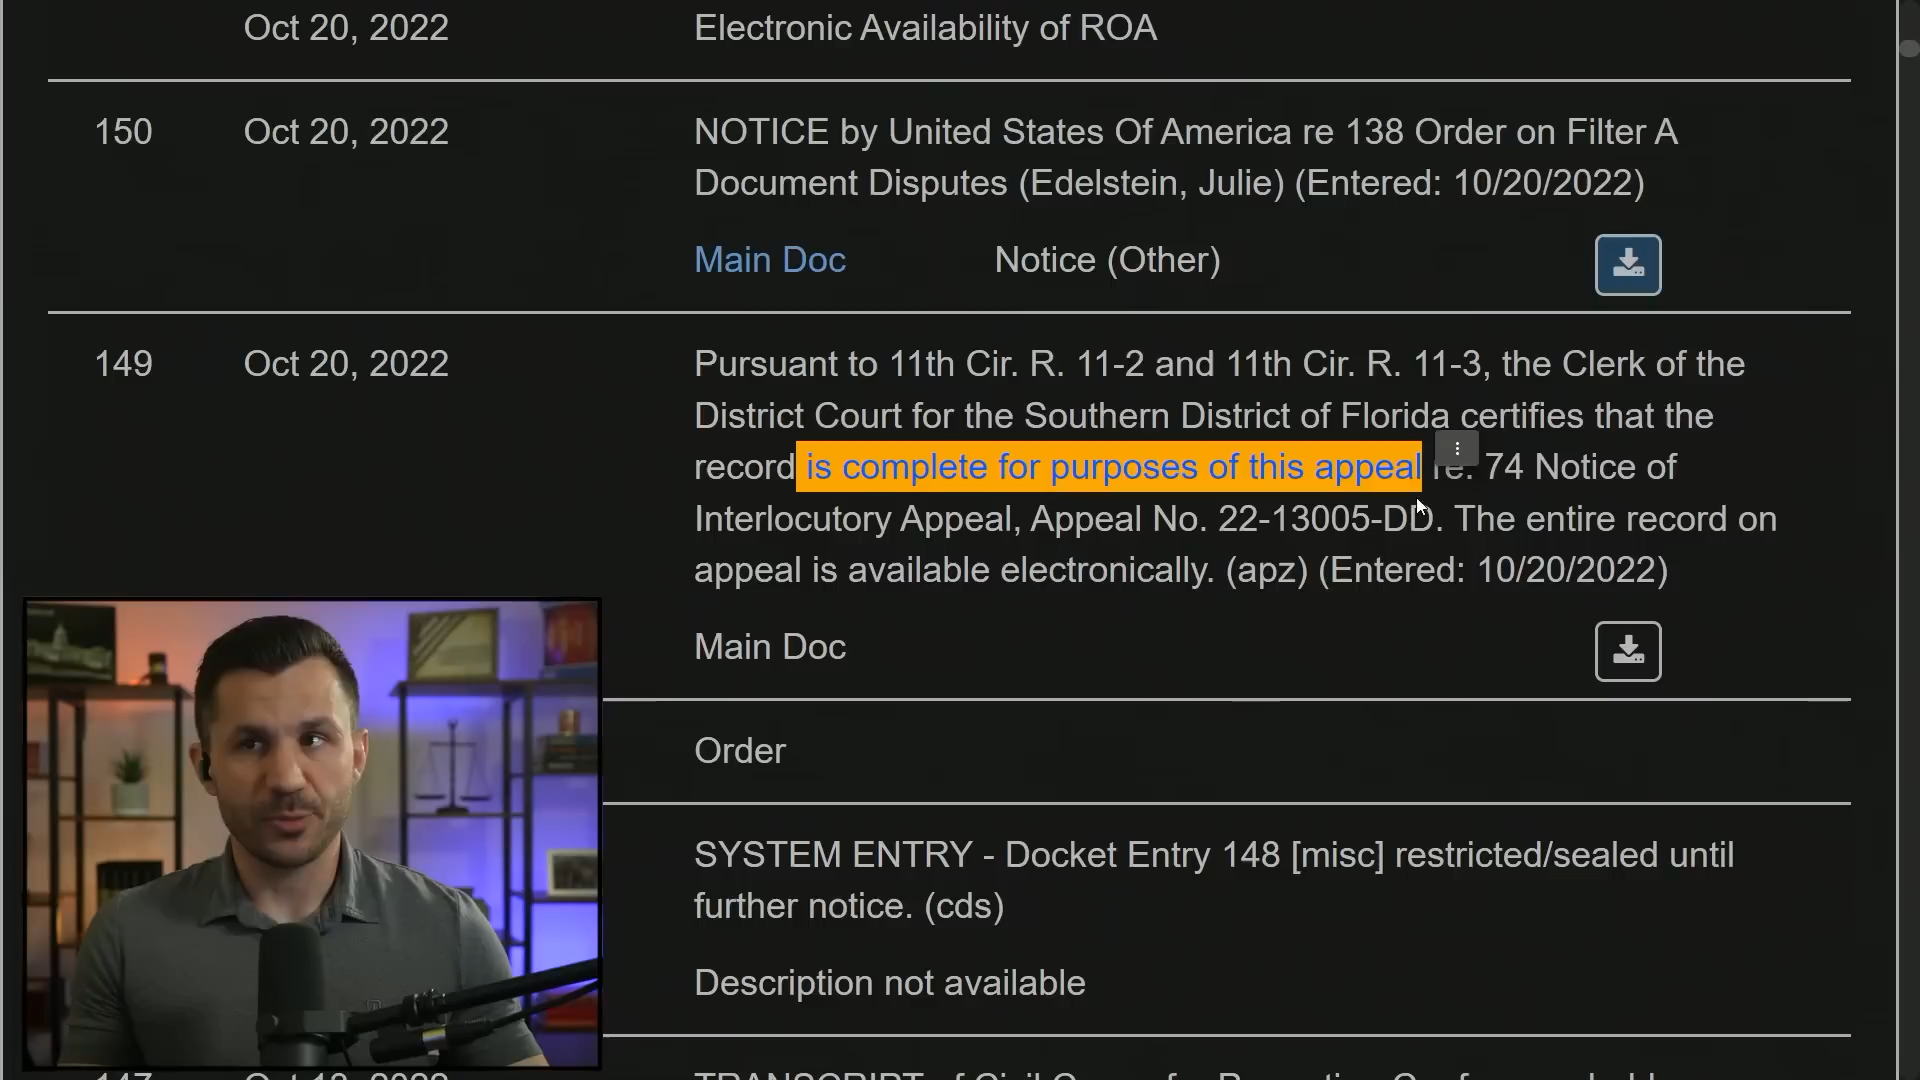 Oct 20, 2022 Electronic Availability of ROA
150 Oct 20, 2022 NOTICE by United States Of America re 138 Order on Filter A
Document Disputes (Edelstein, Julie) (Entered: 10/20/2022)
Main Doc Notice (Other)
149 Oct 20, 2022 Pursuant to 11th Cir. R. 11-2 and 11th Cir. R. 11-3, the Clerk of the
District Court for the Southern District of Florida certifies that the
record is complete for purposes of this appeal re: 74 Notice of
Interlocutory Appeal, Appeal No. 22-13005-DD. The entire record on
appeal is available electronically. (apz) (Entered: 10/20/2022)
Main Doc
Order
SYSTEM ENTRY - Docket Entry 148 [misc] restricted/sealed until
further notice. (cds)
Description not available